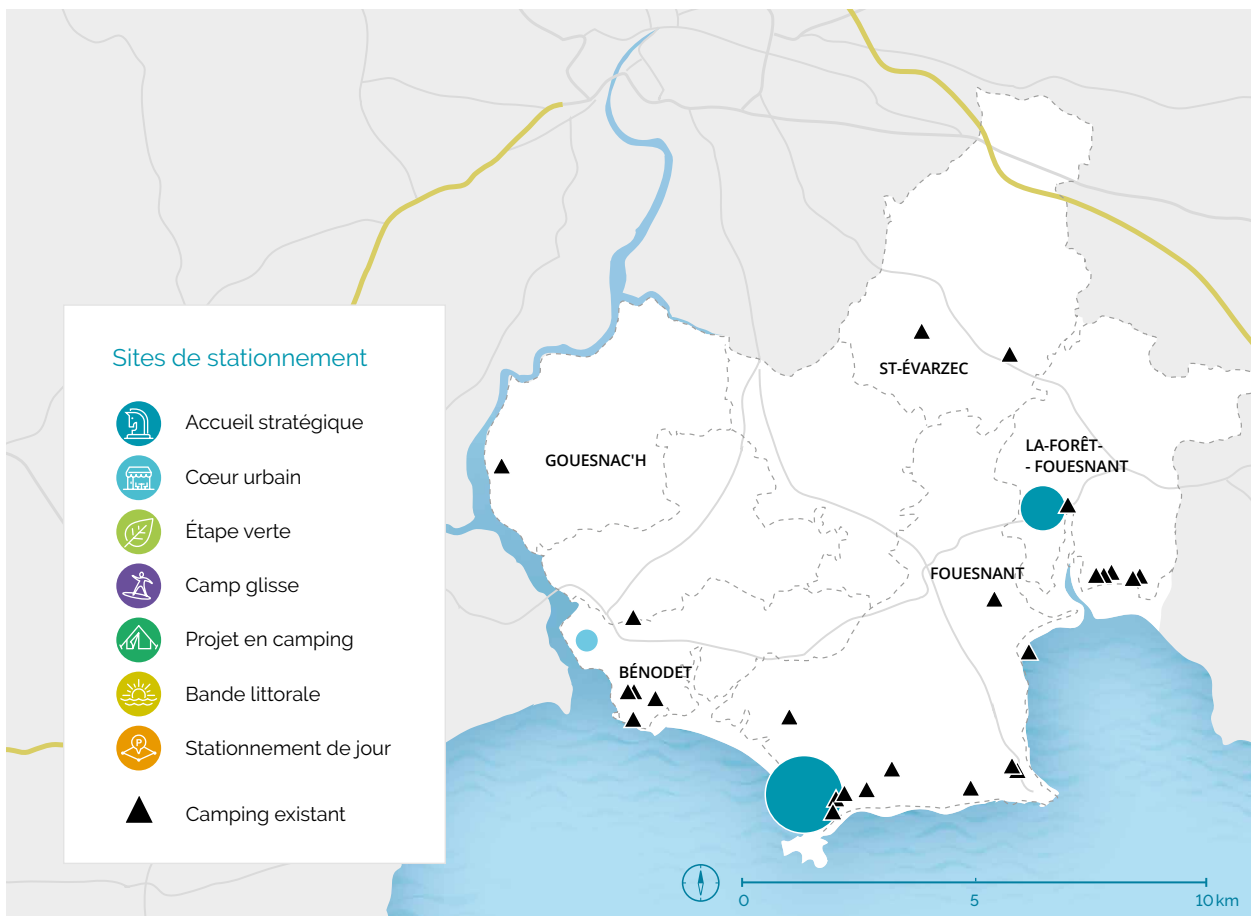 Sites de stationnement
Accueil stratégique
Cœur urbain
Étape verte
Camp glisse
Projet en camping
Bande littorale
P
Stationnement de jour
Camping existant
ST-ÉVARZEC
GOUESNAC'H
LA-FORÊT-
- FOUESNANT
FOUESNANT
BÉNODET
0
5
10 km